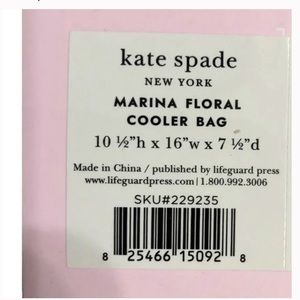 kate spade
NEW YORK
MARINA FLORAL
COOLER BAG
10 ½”h x 16”w x 7 ½”d
Made in China / published by lifeguard press
www.lifeguardpress.com | 1.800.992.3006
SKU#229235
8 25466 15092 8